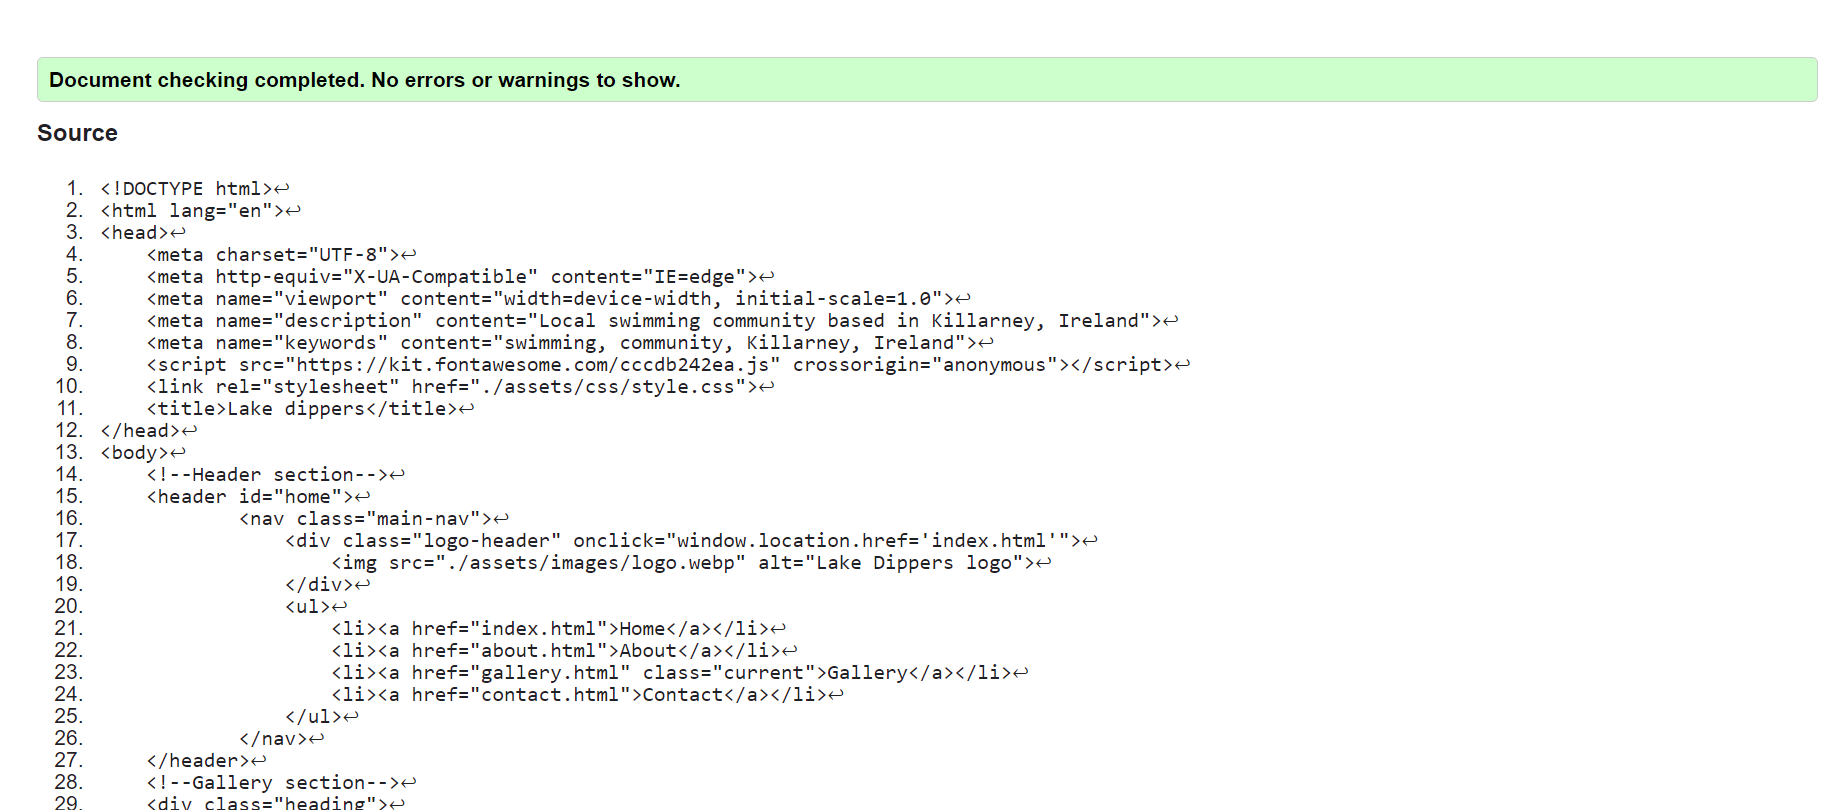 Document checking completed. No errors or warnings to show.
Source
1. <!DOCTYPE html>↩
2. <html lang="en">↩
3. <head>↩
4.     <meta charset="UTF-8">↩
5.     <meta http-equiv="X-UA-Compatible" content="IE=edge">↩
6.     <meta name="viewport" content="width=device-width, initial-scale=1.0">↩
7.     <meta name="description" content="Local swimming community based in Killarney, Ireland">↩
8.     <meta name="keywords" content="swimming, community, Killarney, Ireland">↩
9.     <script src="https://kit.fontawesome.com/cccdb242ea.js" crossorigin="anonymous"></script>↩
10.     <link rel="stylesheet" href="./assets/css/style.css">↩
11.     <title>Lake dippers</title>↩
12. </head>↩
13. <body>↩
14.     <!--Header section-->↩
15.     <header id="home">↩
16.             <nav class="main-nav">↩
17.                 <div class="logo-header" onclick="window.location.href='index.html'">↩
18.                     <img src="./assets/images/logo.webp" alt="Lake Dippers logo">↩
19.                 </div>↩
20.                 <ul>↩
21.                     <li><a href="index.html">Home</a></li>↩
22.                     <li><a href="about.html">About</a></li>↩
23.                     <li><a href="gallery.html" class="current">Gallery</a></li>↩
24.                     <li><a href="contact.html">Contact</a></li>↩
25.                 </ul>↩
26.             </nav>↩
27.     </header>↩
28.     <!--Gallery section-->↩
29.     <div class="heading">↩